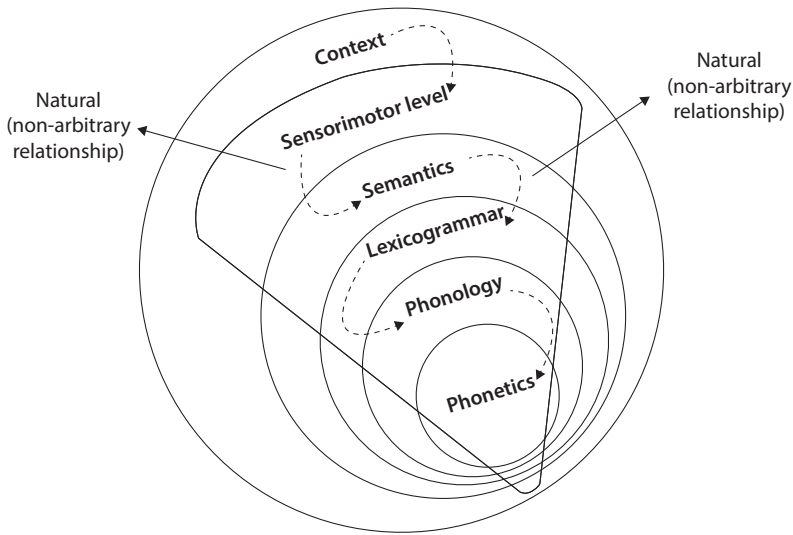 Context
Natural
(non-arbitrary
relationship)
Natural
(non-arbitrary
relationship)
Sensorimotor level
Semantics
Lexicogrammar
Phonology
Phonetics